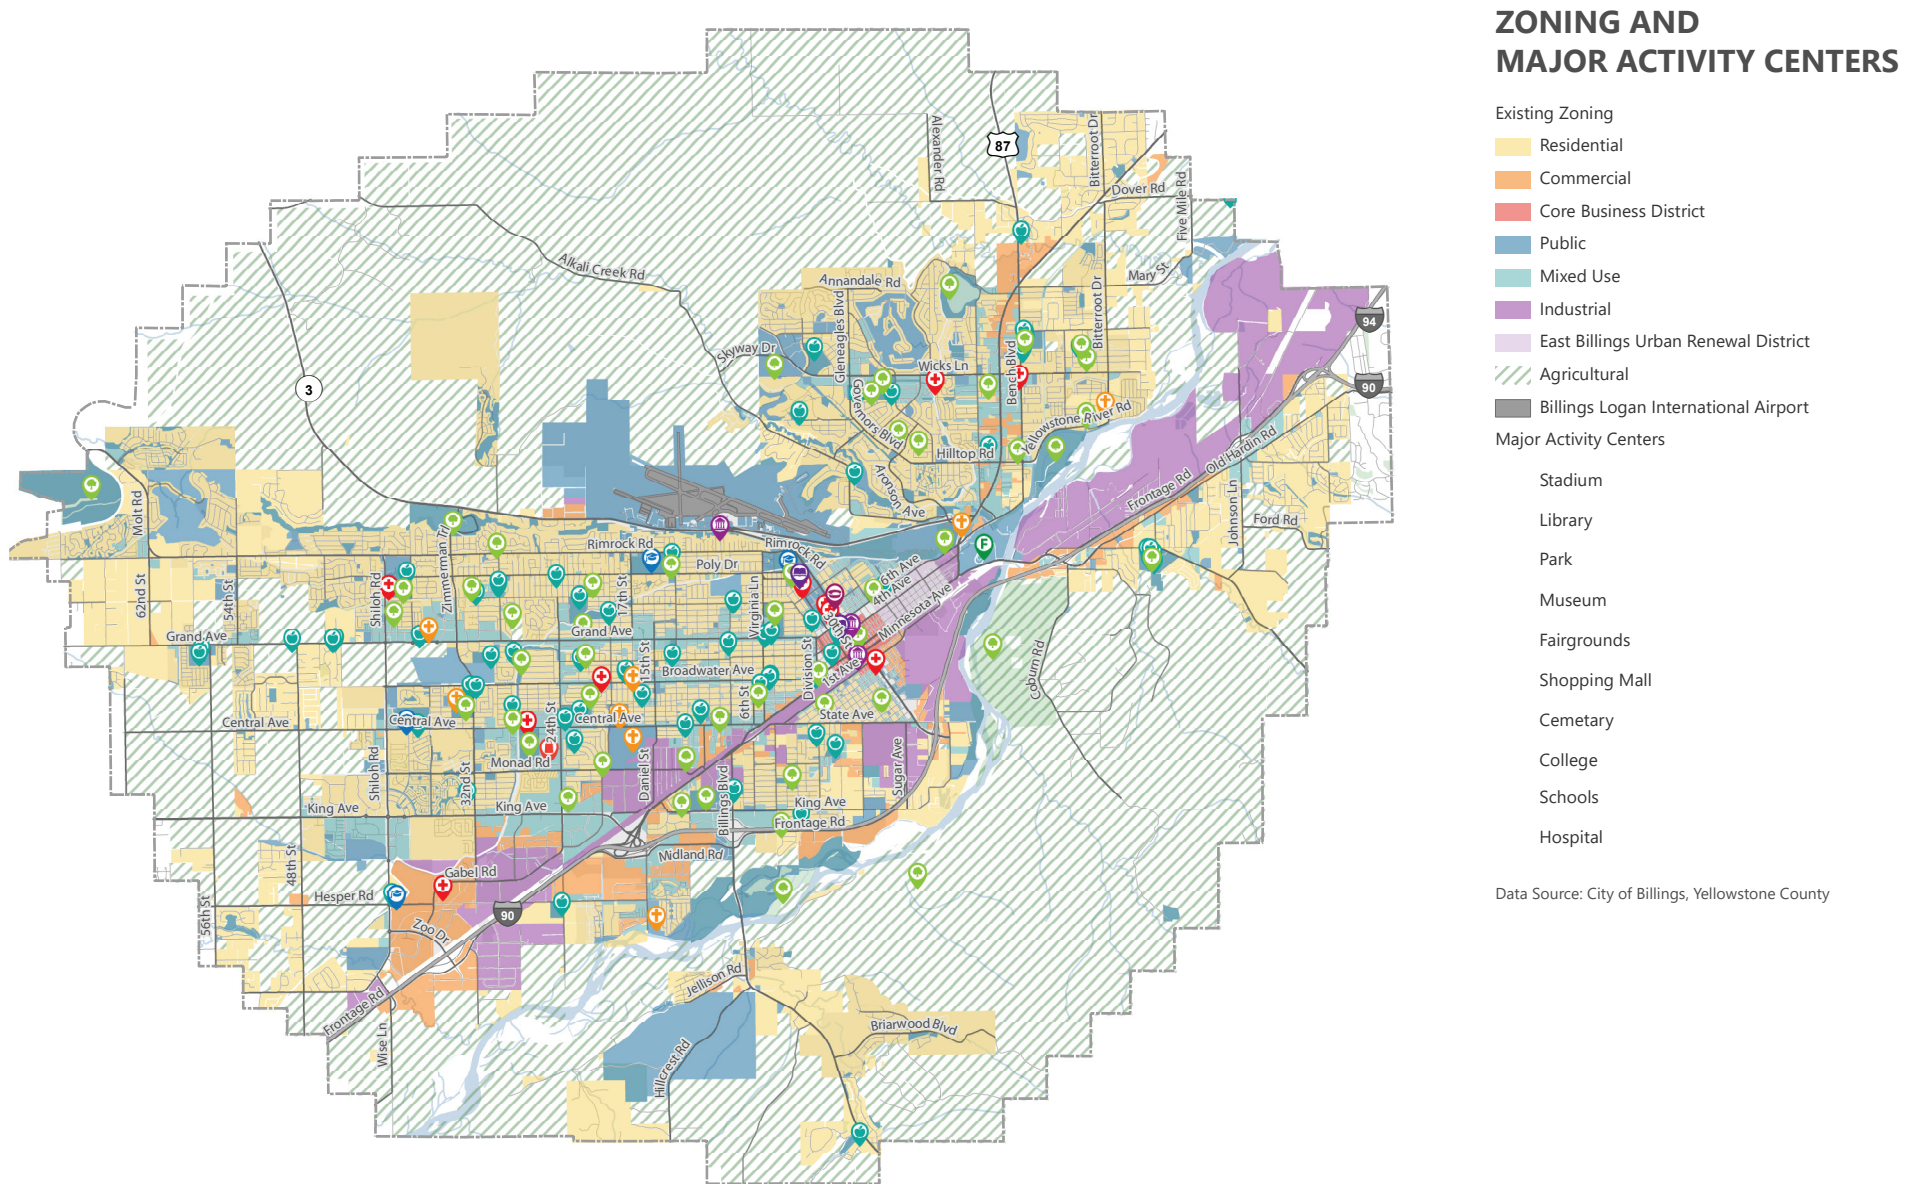 ZONING AND
MAJOR ACTIVITY CENTERS
Existing Zoning
Residential
Commercial
Core Business District
Public
Mixed Use
Industrial
East Billings Urban Renewal District
Agricultural
Billings Logan International Airport
Major Activity Centers
Stadium
Library
Park
Museum
Fairgrounds
Shopping Mall
Cemetary
College
Schools
Hospital
Data Source: City of Billings, Yellowstone County
Alexander Rd
87
Bitterroot Dr
Dover Rd
Five Mile Rd
Alkali Creek Rd
Annandale Rd
Mary St
Gleneagles Blvd
Bitterroot Dr
94
Skyway Dr
Bench Blvd
Wicks Ln
3
90
Governors Blvd
Yellowstone River Rd
Hilltop Rd
Old Hardin Rd
Aronson Ave
Frontage Rd
Johnson Ln
Ford Rd
Molt Rd
Zimmerman Trl
Rimrock Rd
Rimrock Rd
F
Poly Dr
6th Ave
4th Ave
62nd St
54th St
Shiloh Rd
17th St
Virginia Ln
Minnesota Ave
Grand Ave
Grand Ave
30th St
15th St
Broadwater Ave
Division St
1st Ave
Coburn Rd
6th St
Central Ave
Central Ave
Central Ave
State Ave
24th St
Shiloh Rd
Monad Rd
Daniel St
Sugar Ave
32nd St
Billings Blvd
King Ave
King Ave
King Ave
Frontage Rd
48th St
Midland Rd
Gabel Rd
Hesper Rd
56th St
90
Zoo Dr
Jellison Rd
Frontage Rd
Briarwood Blvd
Wise Ln
Hillcrest Rd